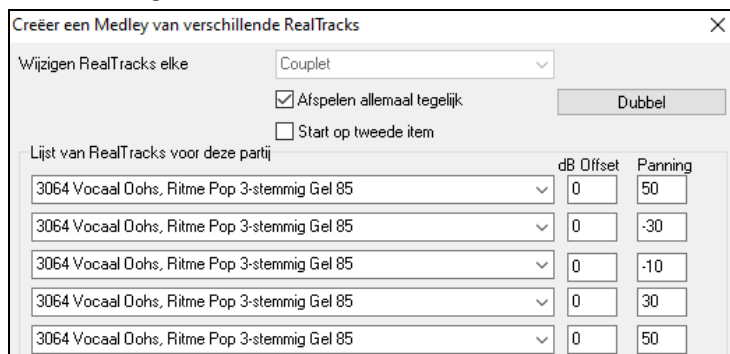 Creëer een Medley van verschillende RealTracks
Wijzigen RealTracks elke Couplet
Afspelen allemaal tegelijk Dubbel
Start op tweede item
Lijst van RealTracks voor deze partij dB Offset Panning
3064 Vocaal Oohs, Ritme Pop 3-stemmig Gel 85 0 50
3064 Vocaal Oohs, Ritme Pop 3-stemmig Gel 85 0 -30
3064 Vocaal Oohs, Ritme Pop 3-stemmig Gel 85 0 -10
3064 Vocaal Oohs, Ritme Pop 3-stemmig Gel 85 0 30
3064 Vocaal Oohs, Ritme Pop 3-stemmig Gel 85 0 50